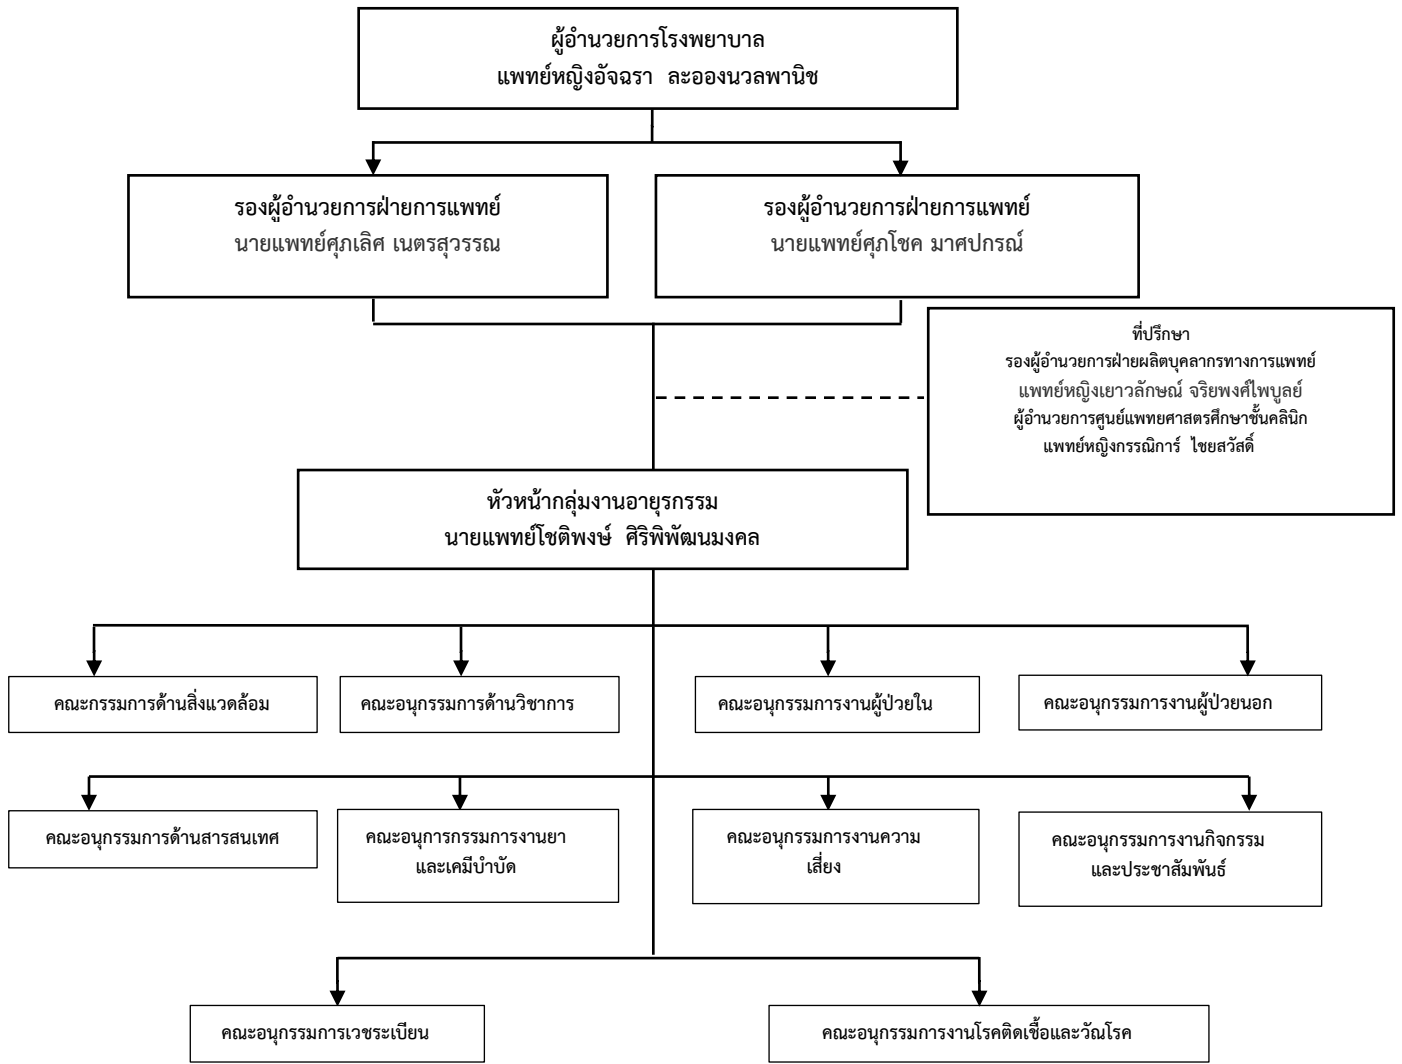 ผู้อำนวยการโรงพยาบาล
แพทย์หญิงอัจฉรา ละอองนวลพานิช
รองผู้อำนวยการฝ่ายการแพทย์
นายแพทย์ศุภเลิศ เนตรสุวรรณ
รองผู้อำนวยการฝ่ายการแพทย์
นายแพทย์ศุภโชค มาศปกรณ์
ที่ปรึกษา
รองผู้อำนวยการฝ่ายผลิตบุคลากรทางการแพทย์
แพทย์หญิงเยาวลักษณ์ จริยพงศ์ไพบูลย์
ผู้อำนวยการศูนย์แพทยศาสตรศึกษาชั้นคลินิก
แพทย์หญิงกรรณิการ์ ไชยสวัสดิ์
หัวหน้ากลุ่มงานอายุรกรรม
นายแพทย์โชติพงษ์ ศิริพิพัฒนมงคล
คณะกรรมการด้านสิ่งแวดล้อม
คณะอนุกรรมการด้านวิชาการ
คณะอนุกรรมการงานผู้ป่วยใน
คณะอนุกรรมการงานผู้ป่วยนอก
คณะอนุกรรมการด้านสารสนเทศ
คณะอนุการกรรมการงานยา
และเคมีบำบัด
คณะอนุกรรมการงานความ
เสี่ยง
คณะอนุกรรมการงานกิจกรรม
และประชาสัมพันธ์
คณะอนุกรรมการเวชระเบียน
คณะอนุกรรมการงานโรคติดเชื้อและวัณโรค